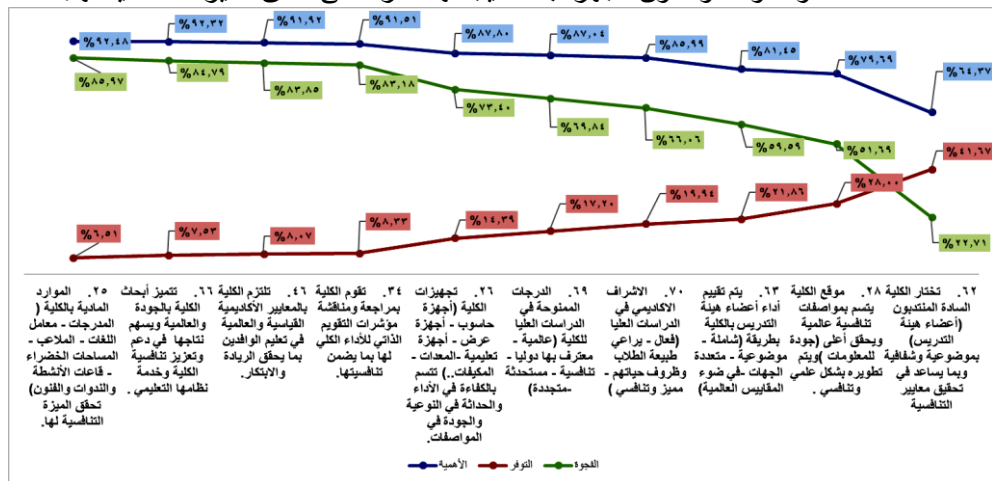 %٩٢,٤٨
%٩٢,٣٢
%٩١,٩٢
%٩١,٥١
%٨٧,٨٠
%٨٧,٠٤
%٨٥,٩٩
%٨١,٤٥
%٧٩,٦٩
%٦٤,٣٧
%٨٥,٩٧
%٨٤,٧٩
%٨٣,٨٥
%٨٣,١٨
%٧٣,٤٠
%٦٩,٨٤
%٦٦,٠٦
%٥٩,٥٩
%٥١,٦٩
%٢٢,٧١
%٦,٥١
%٧,٥٣
%٨,٠٧
%٨,٣٣
%١٤,٣٩
%١٧,٢٠
%١٩,٩٤
%٢١,٨٦
%٢٨,٠٠
%٤١,٦٧
٦٢. تختار الكلية
السادة المنتدبون
(أعضاء هيئة
التدريس)
بموضوعية وشفافية
وبما يساعد في
تحقيق معايير
التنافسية
٢٨. موقع الكلية
يتسم بمواصفات
تنافسية عالمية
ويحقق أعلى (جودة
للمعلومات )ويتم
تطويره بشكل علمي
وتنافسي .
٦٣. يتم تقييم
أداء أعضاء هيئة
التدريس بالكلية
بطريقة (شاملة -
موضوعية - متعددة
الجهات -في ضوء
المقاييس العالمية)
٧٠. الاشراف
الاكاديمي في
الدراسات العليا
(فعال - يراعي
طبيعة الطلاب
وظروف حياتهم -
مميز وتنافسي )
٦٩. الدرجات
الممنوحة في
الدراسات العليا
للكلية (عالمية -
معترف بها دوليا -
تنافسية - مستحدثة
-متجددة)
٢٦. تجهيزات
الكلية (أجهزة
حاسوب - أجهزة
عرض - أجهزة
تعليمية -المعدات -
المكيفات..) تتسم
بالكفاءة في الأداء
والحداثة في النوعية
والجودة في
المواصفات.
٣٤. تقوم الكلية
بمراجعة ومناقشة
مؤشرات التقويم
الذاتي للأداء الكلي
لها بما يضمن
تنافسيتها.
٤٦. تلتزم الكلية
بالمعايير الأكاديمية
القياسية والعالمية
في تعليم الوافدين
بما يحقق الريادة
والابتكار.
٦٦. تتميز أبحاث
الكلية بالجودة
والعالمية ويسهم
نتاجها في دعم
وتعزيز تنافسية
الكلية وخدمة
نظامها التعليمي .
٢٥. الموارد
المادية بالكلية (
المدرجات - معامل
اللغات - الملاعب -
المساحات الخضراء
- قاعات الأنشطة
والندوات والفنون)
تحقق الميزة
التنافسية لها.
الأهمية
التوفر
الفجوة